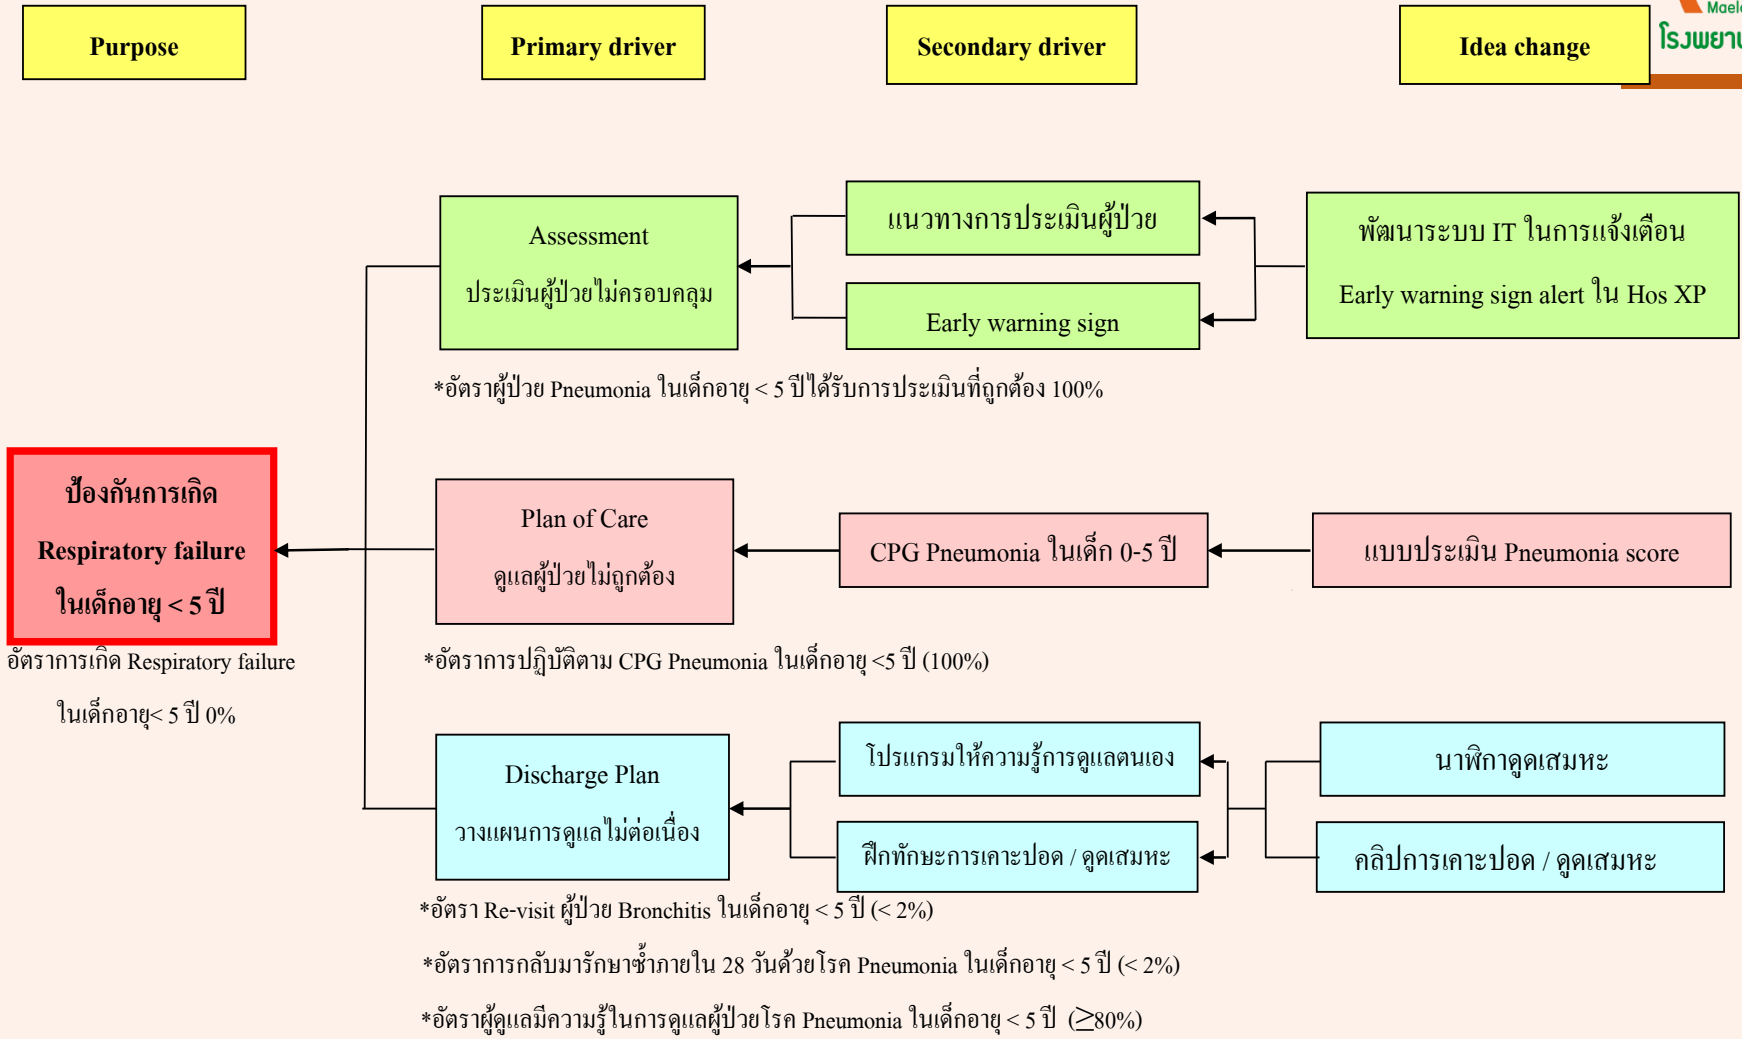 Maela
โรงพยาบ
Purpose
Primary driver
Secondary driver
Idea change
Assessment
ประเมินผู้ป่วยไม่ครอบคลุม
แนวทางการประเมินผู้ป่วย
Early warning sign
พัฒนาระบบ IT ในการแจ้งเตือน
Early warning sign alert ใน Hos XP
*อัตราผู้ป่วย Pneumonia ในเด็กอายุ < 5 ปีได้รับการประเมินที่ถูกต้อง 100%
ป้องกันการเกิด
Respiratory failure
ในเด็กอายุ < 5 ปี
อัตราการเกิด Respiratory failure
ในเด็กอายุ< 5 ปี 0%
Plan of Care
ดูแลผู้ป่วยไม่ถูกต้อง
CPG Pneumonia ในเด็ก 0-5 ปี
แบบประเมิน Pneumonia score
*อัตราการปฏิบัติตาม CPG Pneumonia ในเด็กอายุ <5 ปี (100%)
Discharge Plan
วางแผนการดูแลไม่ต่อเนื่อง
โปรแกรมให้ความรู้การดูแลตนเอง
ฝึกทักษะการเคาะปอด / ดูดเสมหะ
นาฬิกาดูดเสมหะ
คลิปการเคาะปอด / ดูดเสมหะ
*อัตรา Re-visit ผู้ป่วย Bronchitis ในเด็กอายุ < 5 ปี (< 2%)
*อัตราการกลับมารักษาซ้ำภายใน 28 วันด้วยโรค Pneumonia ในเด็กอายุ < 5 ปี (< 2%)
*อัตราผู้ดูแลมีความรู้ในการดูแลผู้ป่วยโรค Pneumonia ในเด็กอายุ < 5 ปี (≥80%)